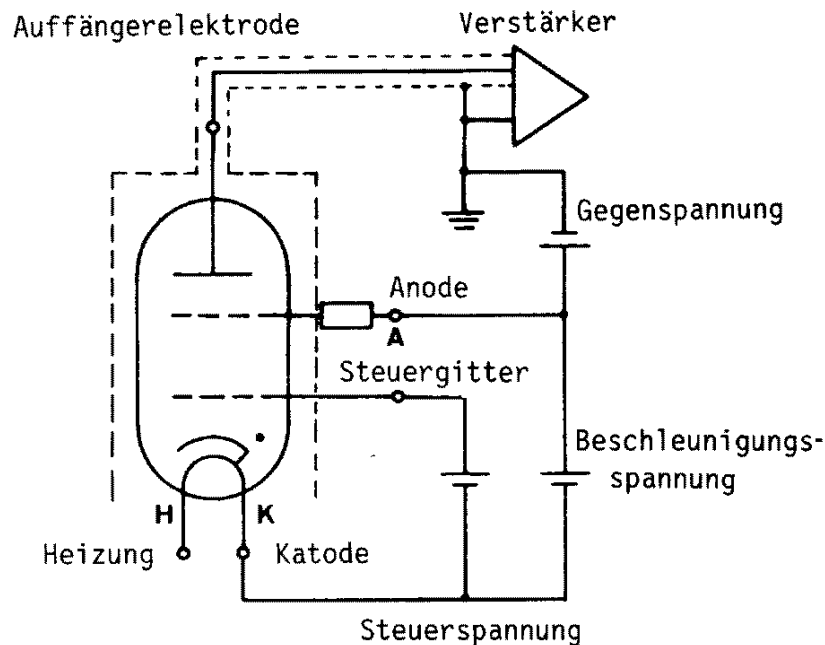 Auffängerelektrode
Verstärker
Gegenspannung
Anode
A
Steuergitter
Beschleunigungs-
spannung
H
K
Heizung
Katode
Steuerspannung